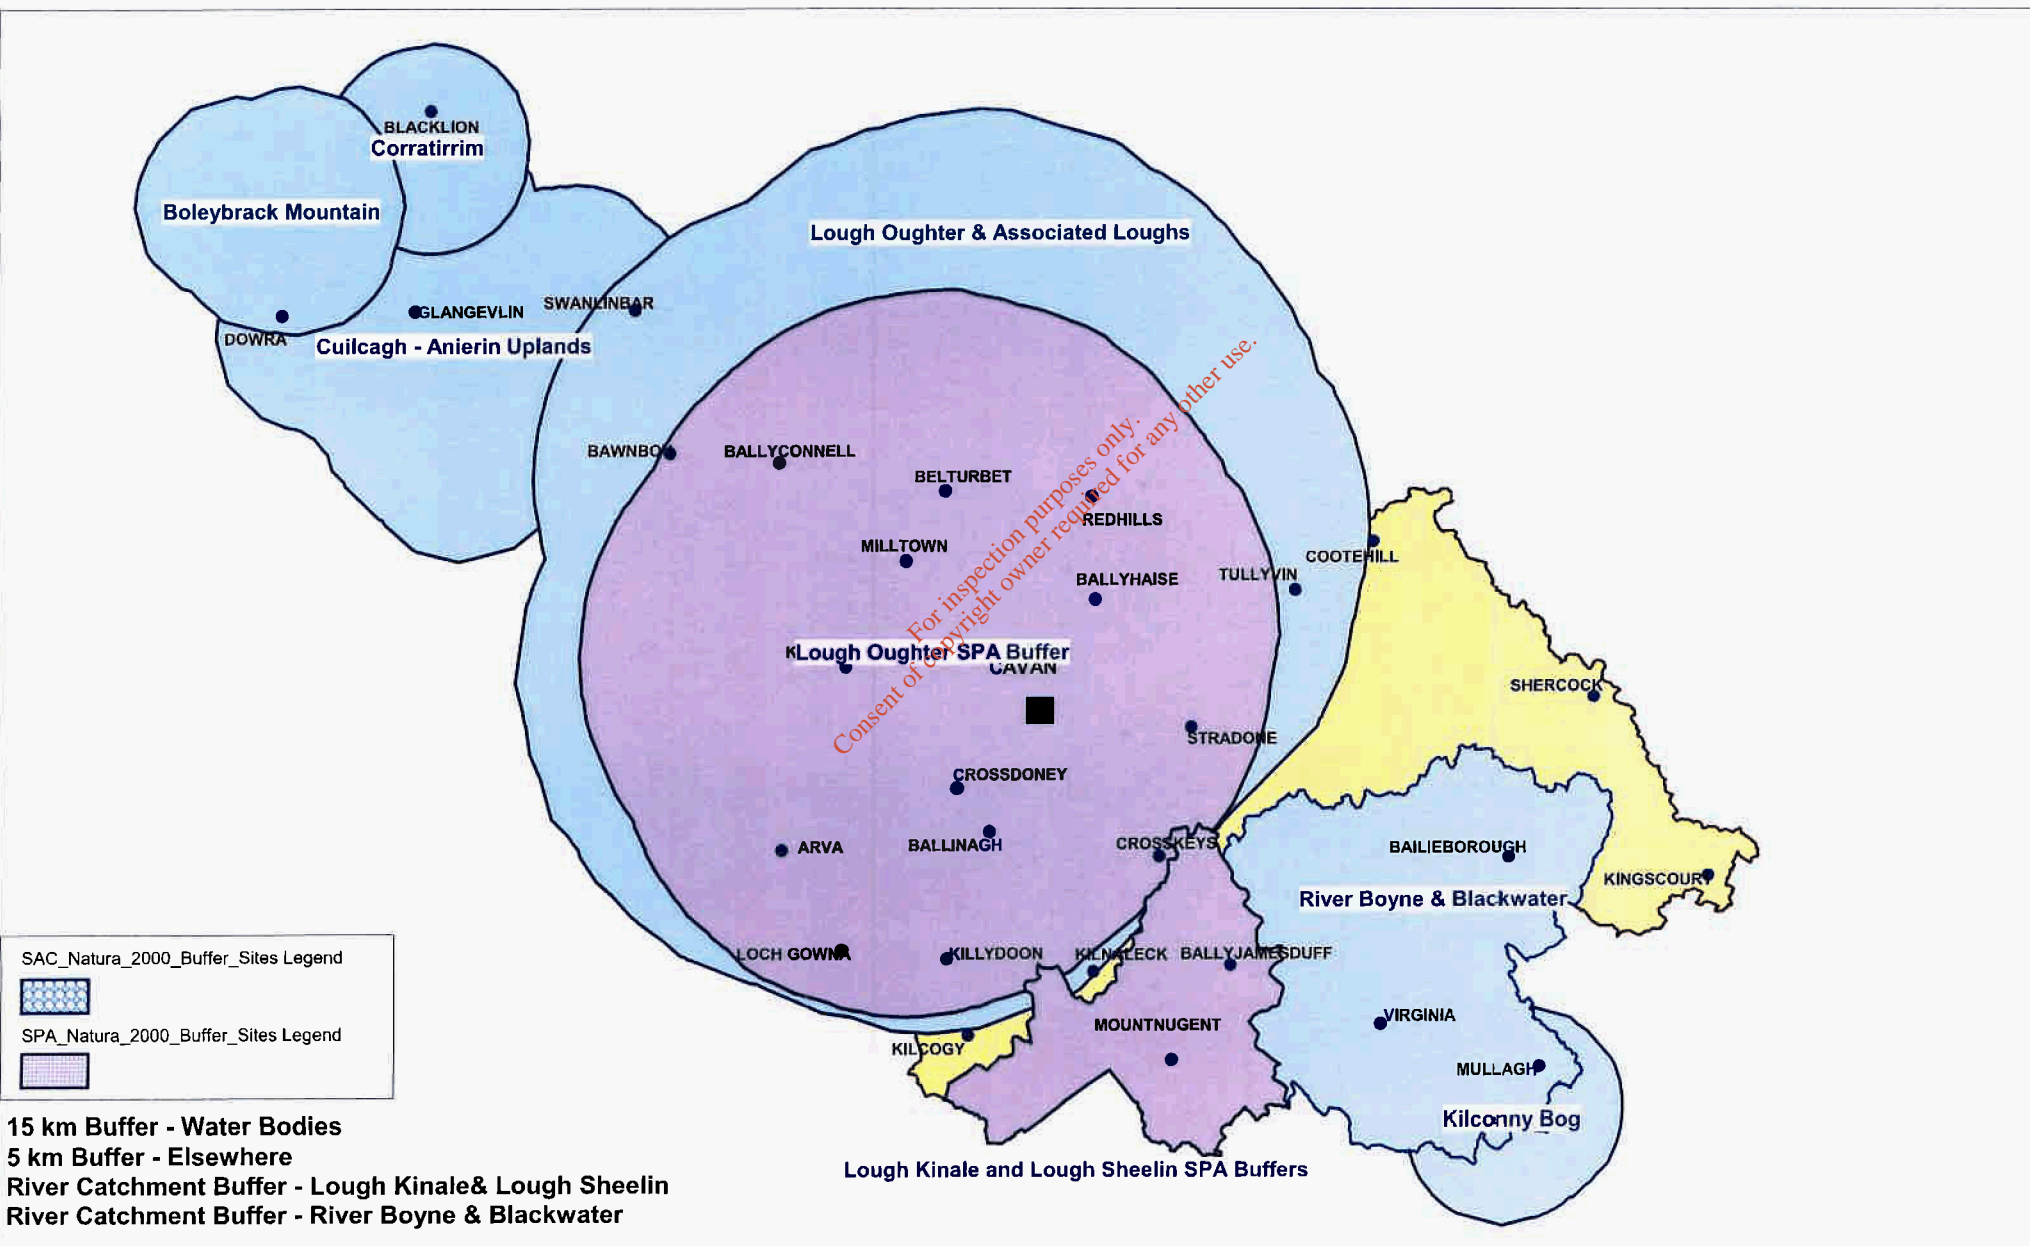 BLACKLION
Corratirrim
Boleybrack Mountain
Lough Oughter & Associated Loughs
SWANLINBAR
GLANGEVLIN
DOWRA
Cuilcagh - Anierin Uplands
BAWNBO
BALLYCONNELL
BELTURBET
REDHILLS
MILLTOWN
COOTEHILL
TULLYVIN
BALLYHAISE
For inspection purposes only.
Consent of copyright owner required for any other use.
Lough Oughter SPA Buffer
CAVAN
SHERCOCK
STRADONE
CROSSDONEY
ARVA
BALLINAGH
CROSSKEYS
BAILIEBOROUGH
KINGSCOURT
River Boyne & Blackwater
LOCH GOWNA
KILLYDOON
KILNALECK
BALLYJAMESDUFF
MOUNTNUGENT
VIRGINIA
KILCOGY
MULLAGH
Kilconny Bog
Lough Kinale and Lough Sheelin SPA Buffers
SAC_Natura_2000_Buffer_Sites Legend
SPA_Natura_2000_Buffer_Sites Legend
15 km Buffer - Water Bodies
5 km Buffer - Elsewhere
River Catchment Buffer - Lough Kinale& Lough Sheelin
River Catchment Buffer - River Boyne & Blackwater